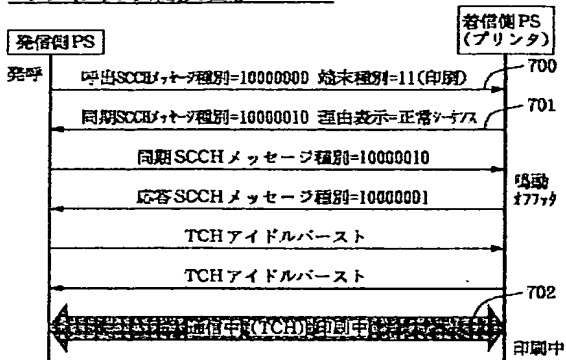 発信側PS
着信側PS
(プリンタ)
発呼
呼出SCCHメッセージ種別=10000000 端末種別=11(印刷)
700
同期SCCHメッセージ種別=10000010 理由表示=正常シーケンス
701
同期SCCHメッセージ種別=10000010
鳴動
オフフック
応答SCCHメッセージ種別=10000001
TCHアイドルバースト
TCHアイドルバースト
702
通信中(TCH)印刷中
印刷中